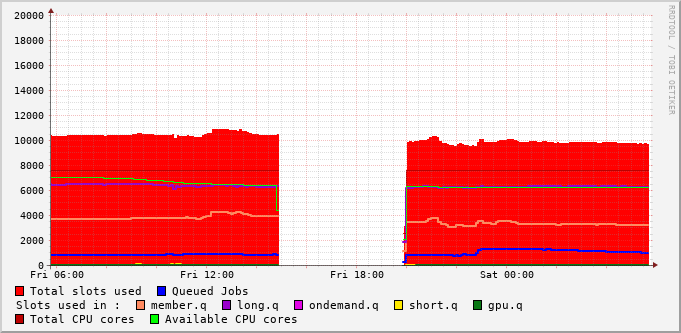 20000
18000
16000
14000
12000
10000
8000
6000
4000
2000
0
Fri 06:00 Fri 12:00 Fri 18:00 Sat 00:00
Total slots used Queued Jobs
Slots used in : member.q long.q ondemand.q short.q gpu.q
Total CPU cores Available CPU cores
RRDTOOL / TOBI OETIKER